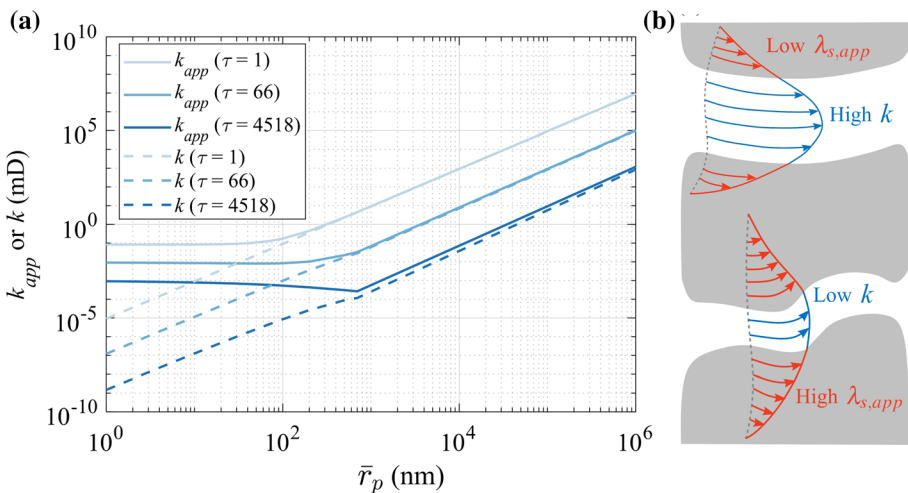 (a)
k_app or k (mD)
10^10
10^5
10^0
10^-5
10^-10
k_app (τ = 1)
k_app (τ = 66)
k_app (τ = 4518)
k (τ = 1)
k (τ = 66)
k (τ = 4518)
10^0 10^2 10^4 10^6
r̄_p (nm)
(b)
Low λ_s,app
High k
Low k
High λ_s,app